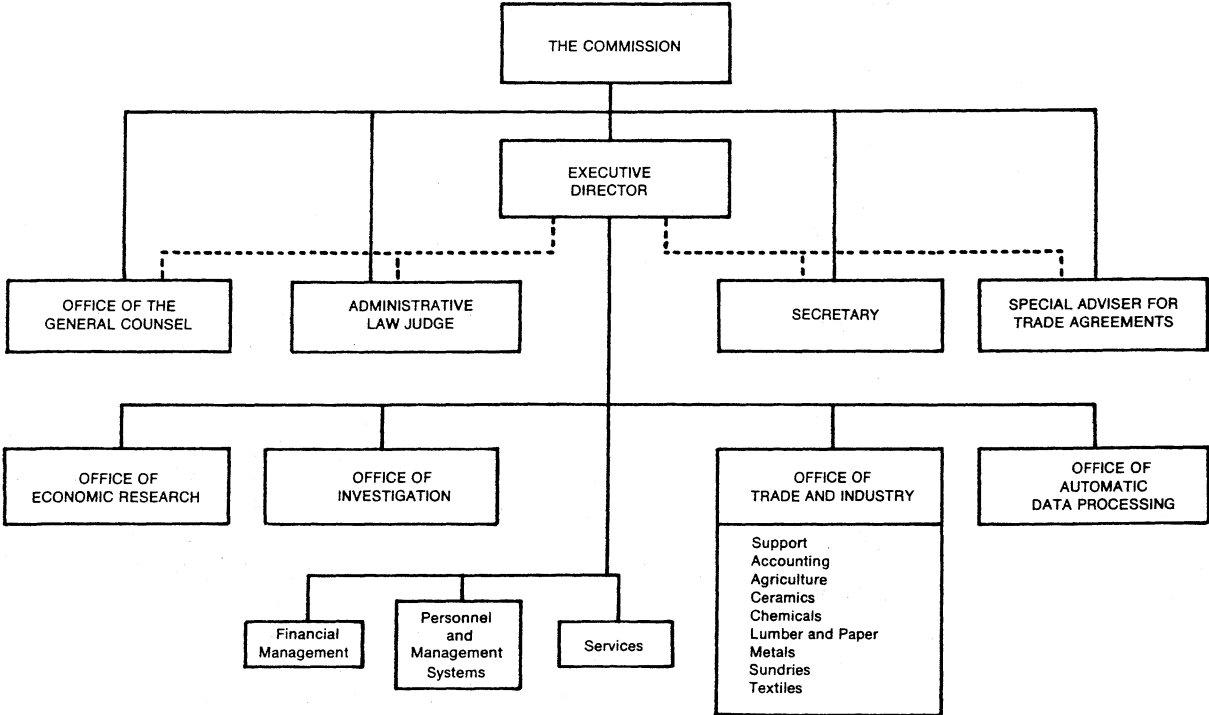 THE COMMISSION
EXECUTIVE
DIRECTOR
OFFICE OF THE
GENERAL COUNSEL
ADMINISTRATIVE
LAW JUDGE
SECRETARY
SPECIAL ADVISER FOR
TRADE AGREEMENTS
OFFICE OF
ECONOMIC RESEARCH
OFFICE OF
INVESTIGATION
OFFICE OF
TRADE AND INDUSTRY
Support
Accounting
Agriculture
Ceramics
Chemicals
Lumber and Paper
Metals
Sundries
Textiles
OFFICE OF
AUTOMATIC
DATA PROCESSING
Financial
Management
Personnel
and
Management
Systems
Services